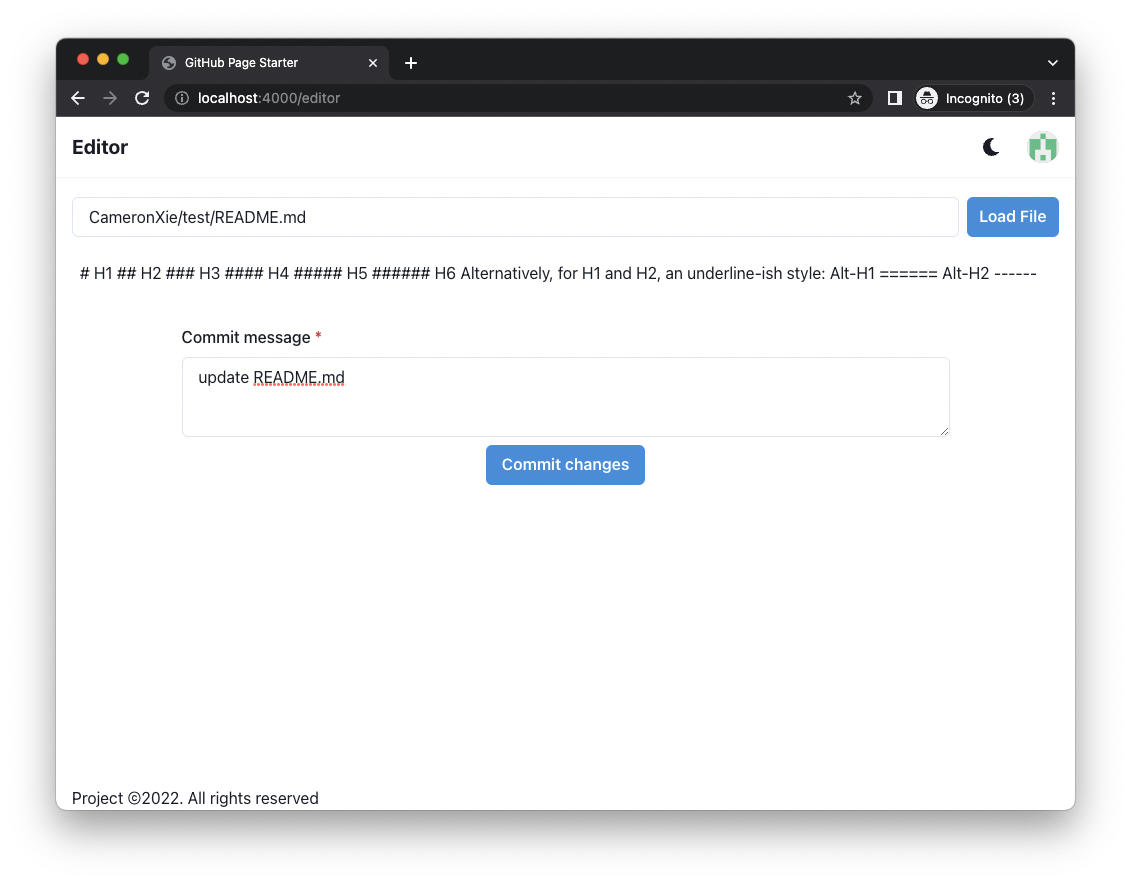 GitHub Page Starter
localhost:4000/editor
Incognito (3)
Editor
CameronXie/test/README.md
Load File
# H1 ## H2 ### H3 #### H4 ##### H5 ###### H6 Alternatively, for H1 and H2, an underline-ish style: Alt-H1 ====== Alt-H2 ------
Commit message *
update README.md
Commit changes
Project ©2022. All rights reserved